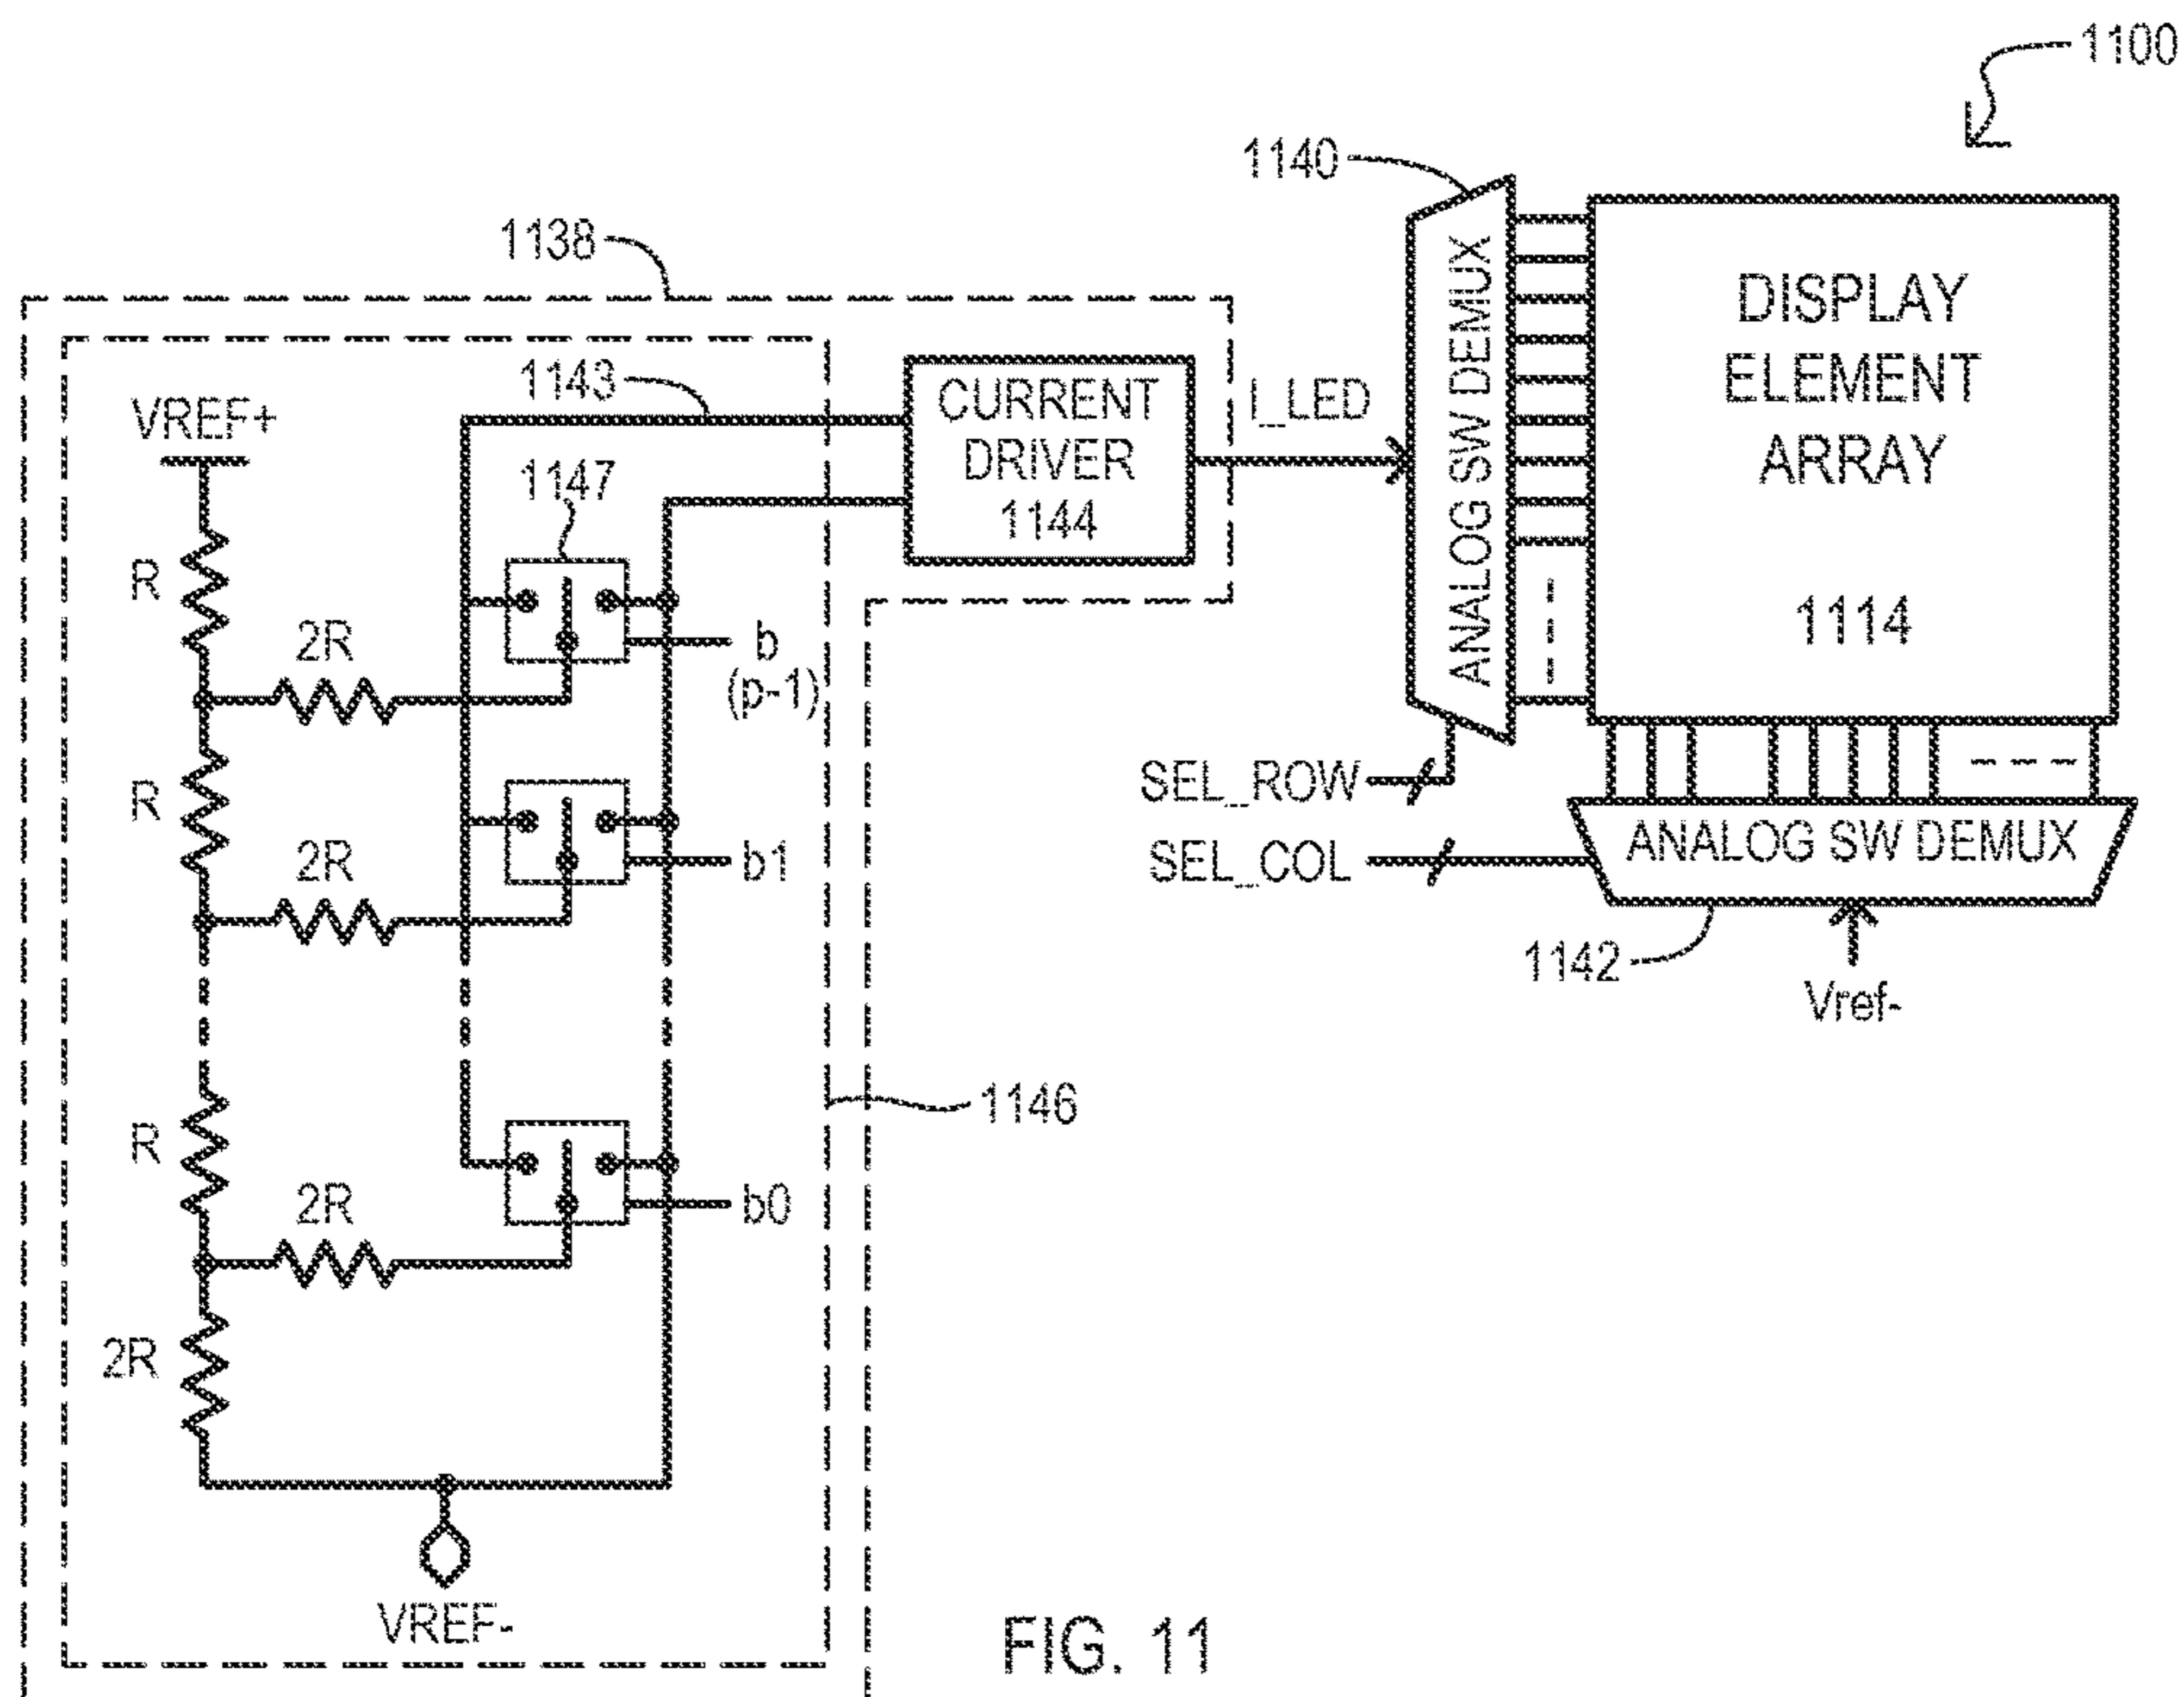 1100
1140
1138
ANALOG SW DEMUX
DISPLAY
ELEMENT
ARRAY
1114
1143
CURRENT
DRIVER
1144
I_LED
VREF+
1147
R
2R
b
(p-1)
SEL_ROW
R
2R
b1
SEL_COL
ANALOG SW DEMUX
1142
Vref-
R
2R
b0
1146
2R
VREF-
FIG. 11